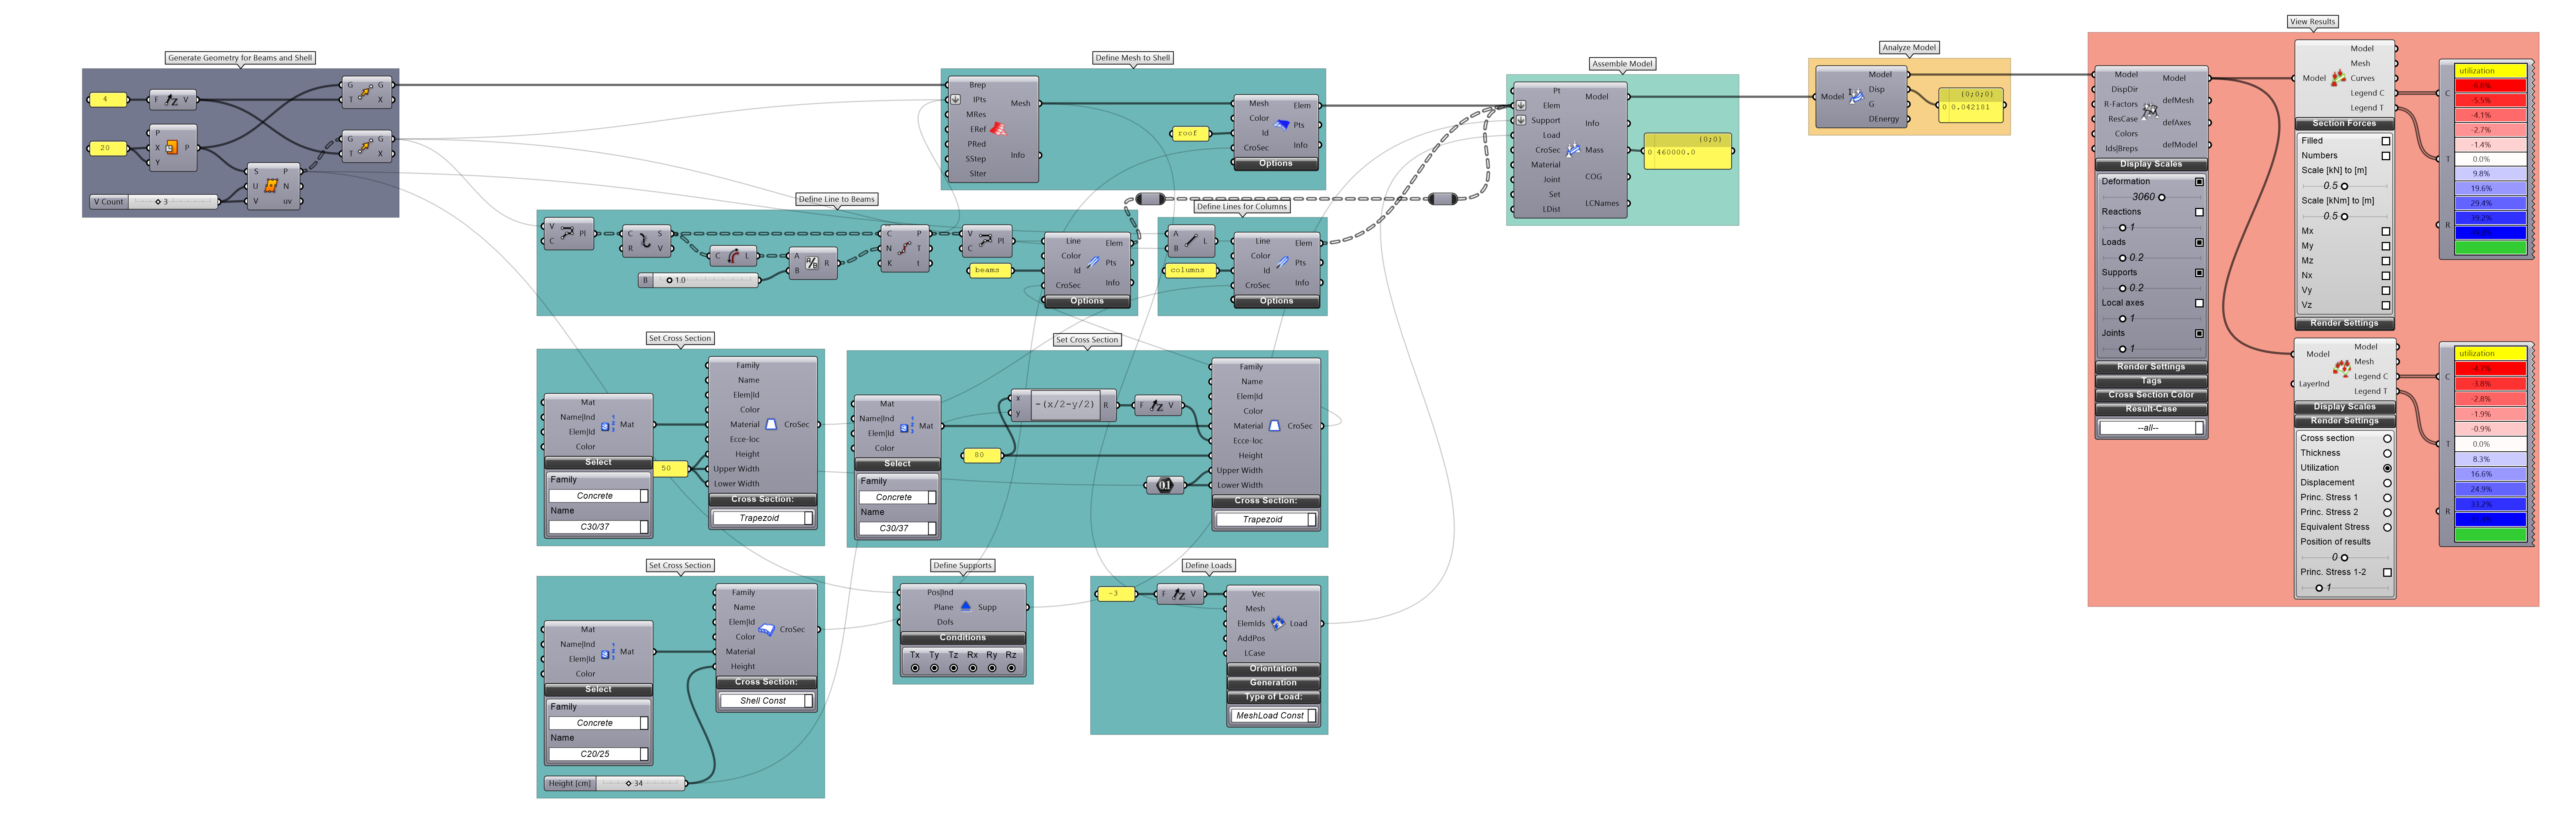 Generate Geometry for Beams and Shell
4
F V
20
P
X P
Y
V Count 3
S P
U N
V uv
G G
T X
G G
T X
Define Mesh to Shell
Brep
IPts
MRes
ERef
PRed
SStep
SIter
Mesh
Info
roof
Mesh
Color
Id
CroSec
Elem
Pts
Info
Options
Define Line to Beams
V
C
Pl
C S
R V
C L
B 1.0
A
B
R
C P
N T
K t
V
C
Pl
beams
Line
Color
Id
CroSec
Elem
Pts
Info
Options
Define Lines for Columns
A
B
L
columns
Line
Color
Id
CroSec
Elem
Pts
Info
Options
Set Cross Section
Mat
Name|Ind
Elem|Id
Color
Mat
Select
Family
Concrete
Name
C30/37
50
Family
Name
Elem|Id
Color
Material
Ecce-loc
Height
Upper Width
Lower Width
CroSec
Cross Section:
Trapezoid
Set Cross Section
Mat
Name|Ind
Elem|Id
Color
Mat
Select
Family
Concrete
Name
C30/37
x
y
-(x/2-y/2)
R
F V
80
0.1
Family
Name
Elem|Id
Color
Material
Ecce-loc
Height
Upper Width
Lower Width
CroSec
Cross Section:
Trapezoid
Set Cross Section
Mat
Name|Ind
Elem|Id
Color
Mat
Select
Family
Concrete
Name
C20/25
Height [cm] 34
Family
Name
Elem|Id
Color
Material
Height
CroSec
Cross Section:
Shell Const
Define Supports
Pos|Ind
Plane
Dofs
Supp
Conditions
Tx Ty Tz Rx Ry Rz
Define Loads
-3
F V
Vec
Mesh
ElemIds
AddPos
LCase
Load
Orientation
Generation
Type of Load:
MeshLoad Const
Assemble Model
Pt
Elem
Support
Load
CroSec
Material
Joint
Set
LDist
Model
Info
Mass
COG
LCNames
{0;0}
0 460000.0
Analyze Model
Model
Model
Disp
G
DEnergy
{0;0;0}
0 0.042181
View Results
Model
DispDir
R-Factors
ResCase
Colors
Ids|Breps
Model
defMesh
defAxes
defModel
Display Scales
Deformation
3060
Reactions
1
Loads
0.2
Supports
0.2
Local axes
1
Joints
1
Render Settings
Tags
Cross Section Color
Result-Case
--all--
Model
Model
Mesh
Curves
Legend C
Legend T
Section Forces
Filled
Numbers
Scale [kN] to [m]
0.5
Scale [kNm] to [m]
0.5
Mx
My
Mz
Nx
Vy
Vz
Render Settings
Model
LayerInd
Model
Mesh
Legend C
Legend T
Display Scales
Render Settings
Cross section
Thickness
Utilization
Displacement
Princ. Stress 1
Princ. Stress 2
Equivalent Stress
Position of results
0
Princ. Stress 1-2
1
C
T
R
utilization
-5.5%
-4.1%
-2.7%
-1.4%
0.0%
9.8%
19.6%
29.4%
39.2%
C
T
R
utilization
-4.7%
-3.8%
-2.8%
-1.9%
-0.9%
0.0%
8.3%
16.6%
24.9%
33.2%